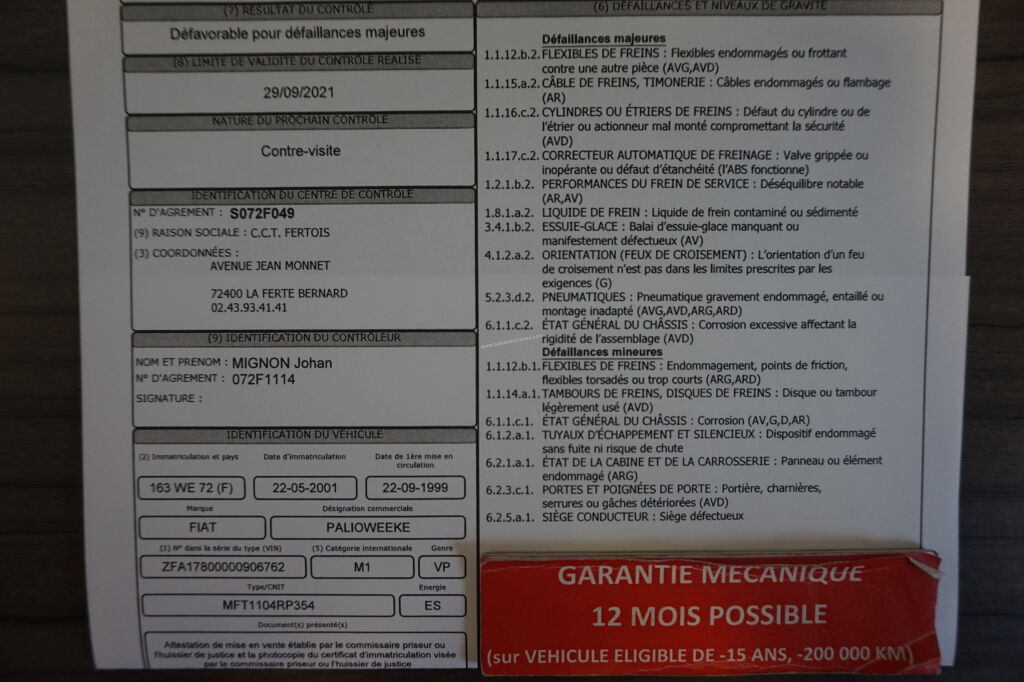 (7) RÉSULTAT DU CONTRÔLE
Défavorable pour défaillances majeures
(8) LIMITE DE VALIDITÉ DU CONTRÔLE RÉALISÉ
29/09/2021
NATURE DU PROCHAIN CONTRÔLE
Contre-visite
IDENTIFICATION DU CENTRE DE CONTRÔLE
N° D'AGREMENT : S072F049
(9) RAISON SOCIALE : C.C.T. FERTOIS
(3) COORDONNÉES :
AVENUE JEAN MONNET
72400 LA FERTE BERNARD
02.43.93.41.41
(9) IDENTIFICATION DU CONTRÔLEUR
NOM ET PRENOM : MIGNON Johan
N° D'AGREMENT : 072F1114
SIGNATURE :
IDENTIFICATION DU VÉHICULE
(2) Immatriculation et pays Date d'immatriculation Date de 1ère mise en
circulation
163 WE 72 (F) 22-05-2001 22-09-1999
Marque Désignation commerciale
FIAT PALIOWEEKE
(1) N° dans la série du type (VIN) (5) Catégorie internationale Genre
ZFA17800000906762 M1 VP
Type/CNIT Energie
MFT1104RP354 ES
Document(s) présenté(s)
Attestation de mise en vente établie par le commissaire priseur ou
l'huissier de justice et la photocopie du certificat d'immatriculation visée
par le commissaire priseur ou l'huissier de justice
(6) DÉFAILLANCES ET NIVEAUX DE GRAVITÉ
Défaillances majeures
1.1.12.b.2. FLEXIBLES DE FREINS : Flexibles endommagés ou frottant
contre une autre pièce (AVG,AVD)
1.1.15.a.2. CÂBLE DE FREINS, TIMONERIE : Câbles endommagés ou flambage
(AR)
1.1.16.c.2. CYLINDRES OU ÉTRIERS DE FREINS : Défaut du cylindre ou de
l'étrier ou actionneur mal monté compromettant la sécurité
(AVD)
1.1.17.c.2. CORRECTEUR AUTOMATIQUE DE FREINAGE : Valve grippée ou
inopérante ou défaut d'étanchéité (l'ABS fonctionne)
1.2.1.b.2. PERFORMANCES DU FREIN DE SERVICE : Déséquilibre notable
(AR,AV)
1.8.1.a.2. LIQUIDE DE FREIN : Liquide de frein contaminé ou sédimenté
3.4.1.b.2. ESSUIE-GLACE : Balai d'essuie-glace manquant ou
manifestement défectueux (AV)
4.1.2.a.2. ORIENTATION (FEUX DE CROISEMENT) : L'orientation d'un feu
de croisement n'est pas dans les limites prescrites par les
exigences (G)
5.2.3.d.2. PNEUMATIQUES : Pneumatique gravement endommagé, entaillé ou
montage inadapté (AVG,AVD,ARG,ARD)
6.1.1.c.2. ÉTAT GÉNÉRAL DU CHÂSSIS : Corrosion excessive affectant la
rigidité de l'assemblage (AVD)
Défaillances mineures
1.1.12.b.1. FLEXIBLES DE FREINS : Endommagement, points de friction,
flexibles torsadés ou trop courts (ARG,ARD)
1.1.14.a.1. TAMBOURS DE FREINS, DISQUES DE FREINS : Disque ou tambour
légèrement usé (AVD)
6.1.1.c.1. ÉTAT GÉNÉRAL DU CHÂSSIS : Corrosion (AV,G,D,AR)
6.1.2.a.1. TUYAUX D'ÉCHAPPEMENT ET SILENCIEUX : Dispositif endommagé
sans fuite ni risque de chute
6.2.1.a.1. ÉTAT DE LA CABINE ET DE LA CARROSSERIE : Panneau ou élément
endommagé (ARG)
6.2.3.c.1. PORTES ET POIGNÉES DE PORTE : Portière, charnières,
serrures ou gâches détériorées (AVD)
6.2.5.a.1. SIÈGE CONDUCTEUR : Siège défectueux
GARANTIE MECANIQUE
12 MOIS POSSIBLE
(sur VEHICULE ELIGIBLE DE -15 ANS, -200 000 KM)